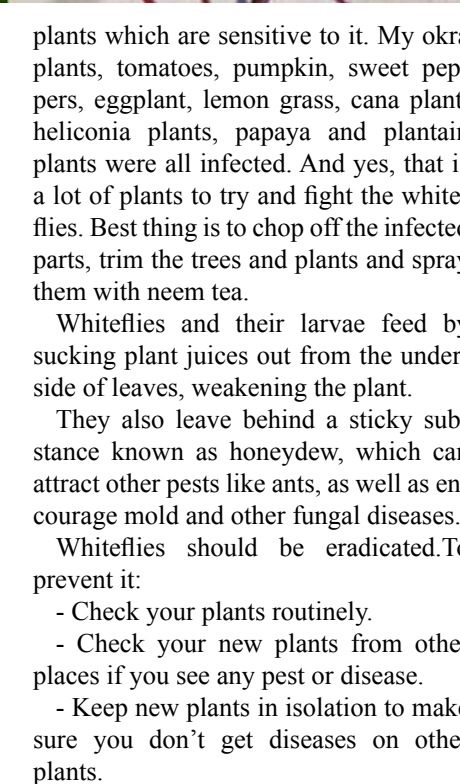 plants which are sensitive to it. My okra
plants, tomatoes, pumpkin, sweet pep
pers, eggplant, lemon grass, cana plant
heliconia plants, papaya and plantain
plants were all infected. And yes, that i
a lot of plants to try and fight the white
flies. Best thing is to chop off the infected
parts, trim the trees and plants and spray
them with neem tea.
Whiteflies and their larvae feed by
sucking plant juices out from the under
side of leaves, weakening the plant.
They also leave behind a sticky sub
stance known as honeydew, which can
attract other pests like ants, as well as en
courage mold and other fungal diseases.
Whiteflies should be eradicated.To
prevent it:
- Check your plants routinely.
- Check your new plants from othe
places if you see any pest or disease.
- Keep new plants in isolation to make
sure you don’t get diseases on othe
plants.